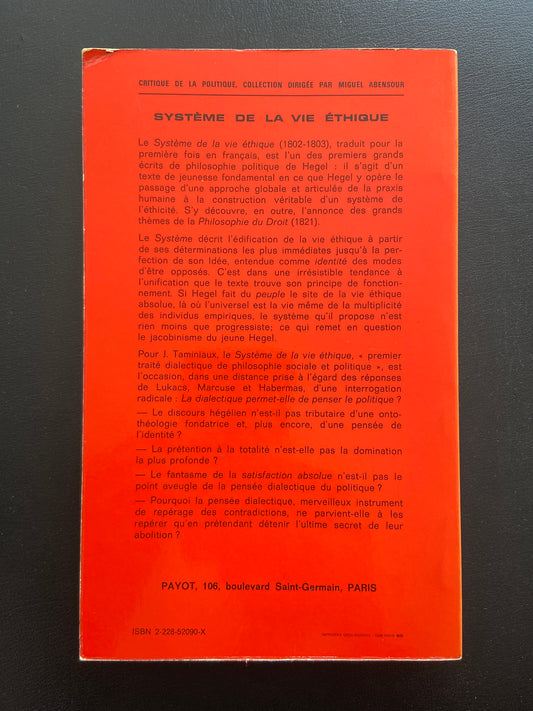 CRITIQUE DE LA POLITIQUE, COLLECTION DIRIGÉE PAR MIGUEL ABENSOUR
SYSTÈME DE LA VIE ÉTHIQUE
Le Système de la vie éthique (1802-1803), traduit pour la
première fois en français, est l'un des premiers grands
écrits de philosophie politique de Hegel : il s'agit d'un
texte de jeunesse fondamental en ce que Hegel y opère le
passage d'une approche globale et articulée de la praxis
humaine à la construction véritable d'un système de
l'éthicité. S'y découvre, en outre, l'annonce des grands
thèmes de la Philosophie du Droit (1821).
Le Système décrit l'édification de la vie éthique à partir
de ses déterminations les plus immédiates jusqu'à la per-
fection de son Idée, entendue comme identité des modes
d'être opposés. C'est dans une irrésistible tendance à
l'unification que le texte trouve son principe de fonction-
nement. Si Hegel fait du peuple le site de la vie éthique
absolue, là où l'universel est la vie même de la multiplicité
des individus empiriques, le système qu'il propose n'est
rien moins que progressiste; ce qui remet en question
le jacobinisme du jeune Hegel.
Pour J. Taminiaux, le Système de la vie éthique, « premier
traité dialectique de philosophie sociale et politique », est
l'occasion, dans une distance prise à l'égard des réponses
de Lukacs, Marcuse et Habermas, d'une interrogation
radicale : La dialectique permet-elle de penser le politique ?
— Le discours hégélien n'est-il pas tributaire d'une onto-
théologie fondatrice et, plus encore, d'une pensée de
l'identité ?
— La prétention à la totalité n'est-elle pas la domination
la plus profonde ?
— Le fantasme de la satisfaction absolue n'est-il pas le
point aveugle de la pensée dialectique du politique ?
— Pourquoi la pensée dialectique, merveilleux instrument
de repérage des contradictions, ne parvient-elle à les
repérer qu'en prétendant détenir l'ultime secret de leur
abolition ?
PAYOT, 106, boulevard Saint-Germain, PARIS
ISBN 2-228-52090-X